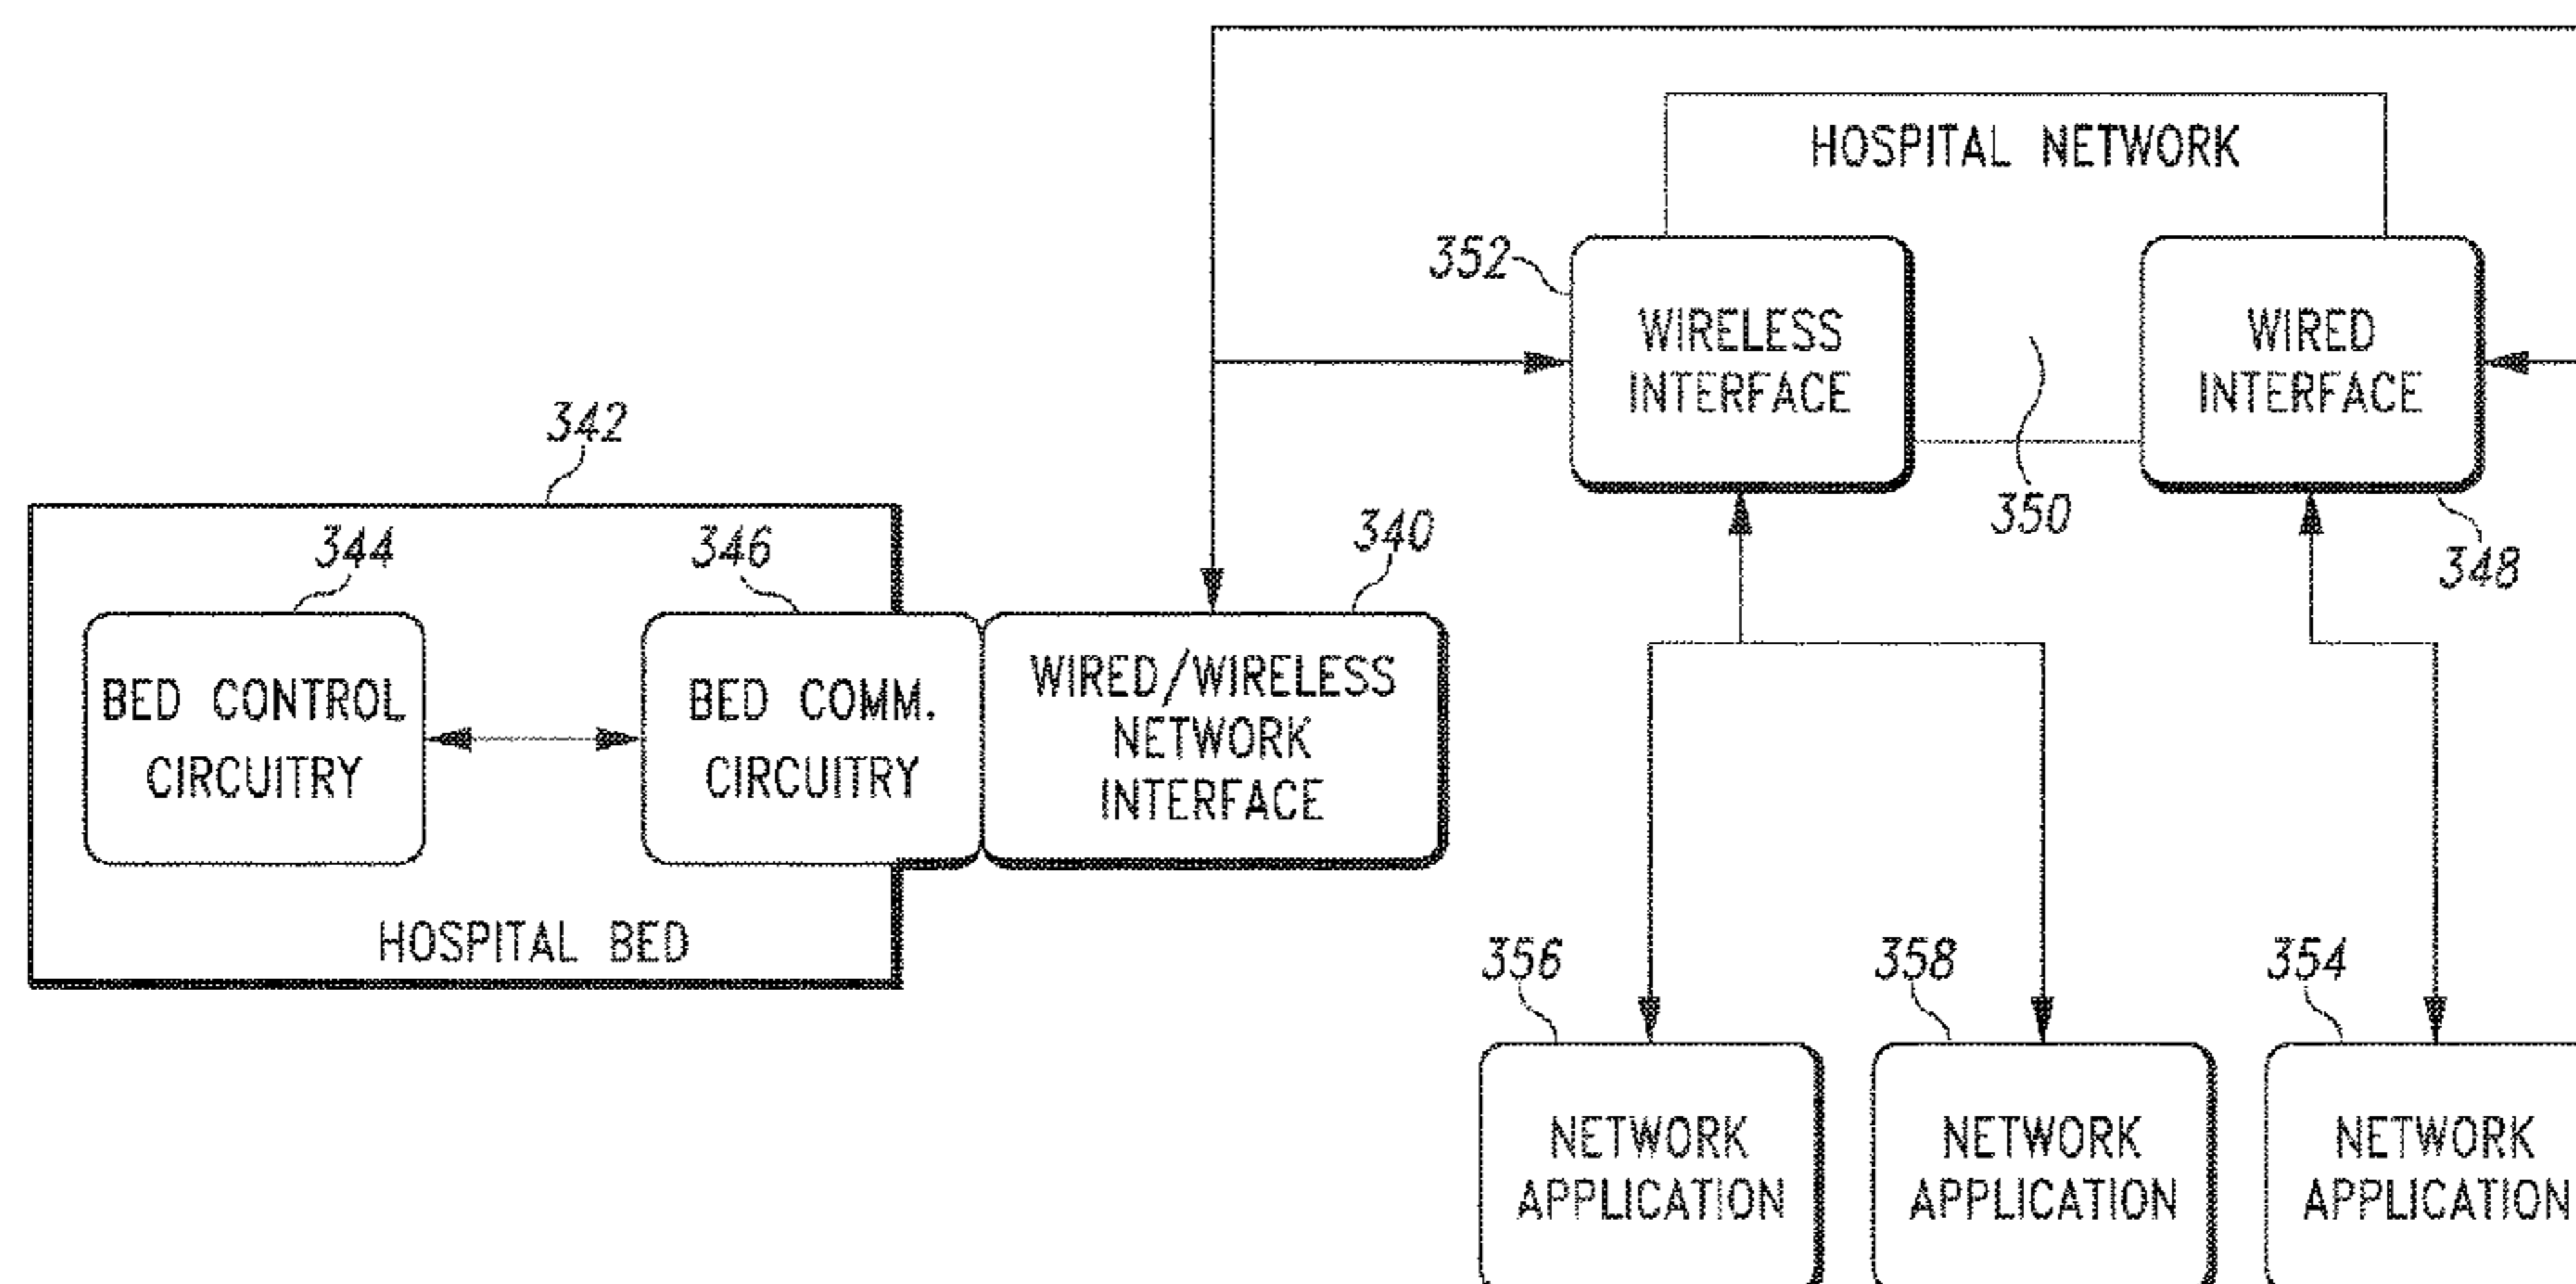 HOSPITAL NETWORK
352
WIRELESS
INTERFACE
WIRED
INTERFACE
350
348
342
344
346
340
BED CONTROL
CIRCUITRY
BED COMM.
CIRCUITRY
WIRED/WIRELESS
NETWORK
INTERFACE
HOSPITAL BED
356
358
354
NETWORK
APPLICATION
NETWORK
APPLICATION
NETWORK
APPLICATION